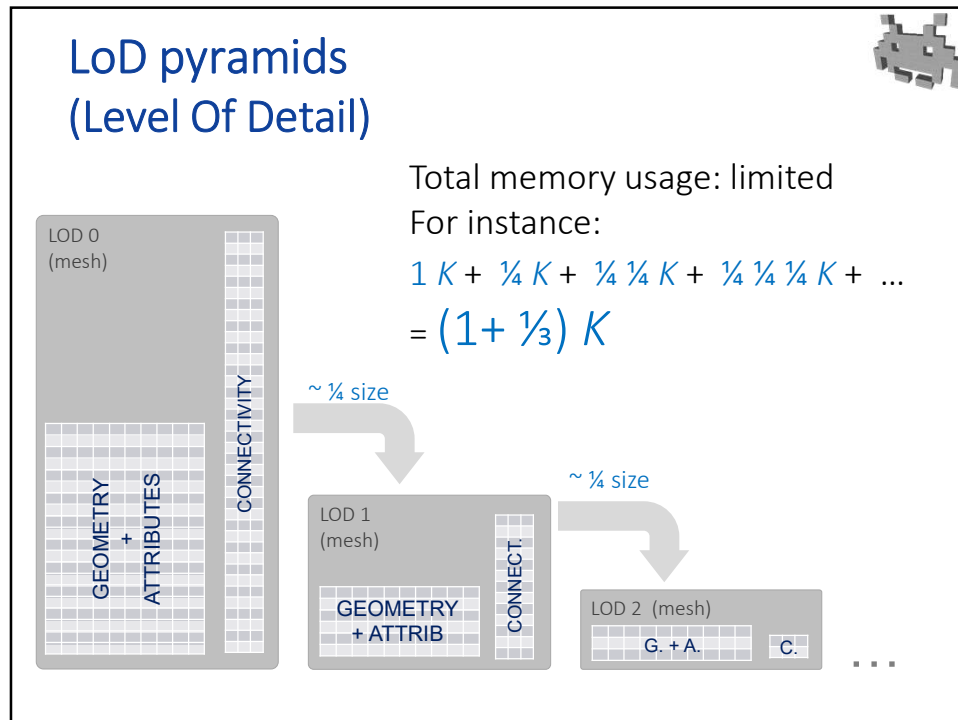 LoD pyramids
(Level Of Detail)
Total memory usage: limited
For instance:
1 K + ¼ K + ¼ ¼ K + ¼ ¼ ¼ K + ...
= (1+ ⅓) K
LOD 0
(mesh)
GEOMETRY
+
ATTRIBUTES
CONNECTIVITY
~ ¼ size
LOD 1
(mesh)
GEOMETRY
+ ATTRIB
CONNECT.
~ ¼ size
LOD 2 (mesh)
G. + A.
C.
...